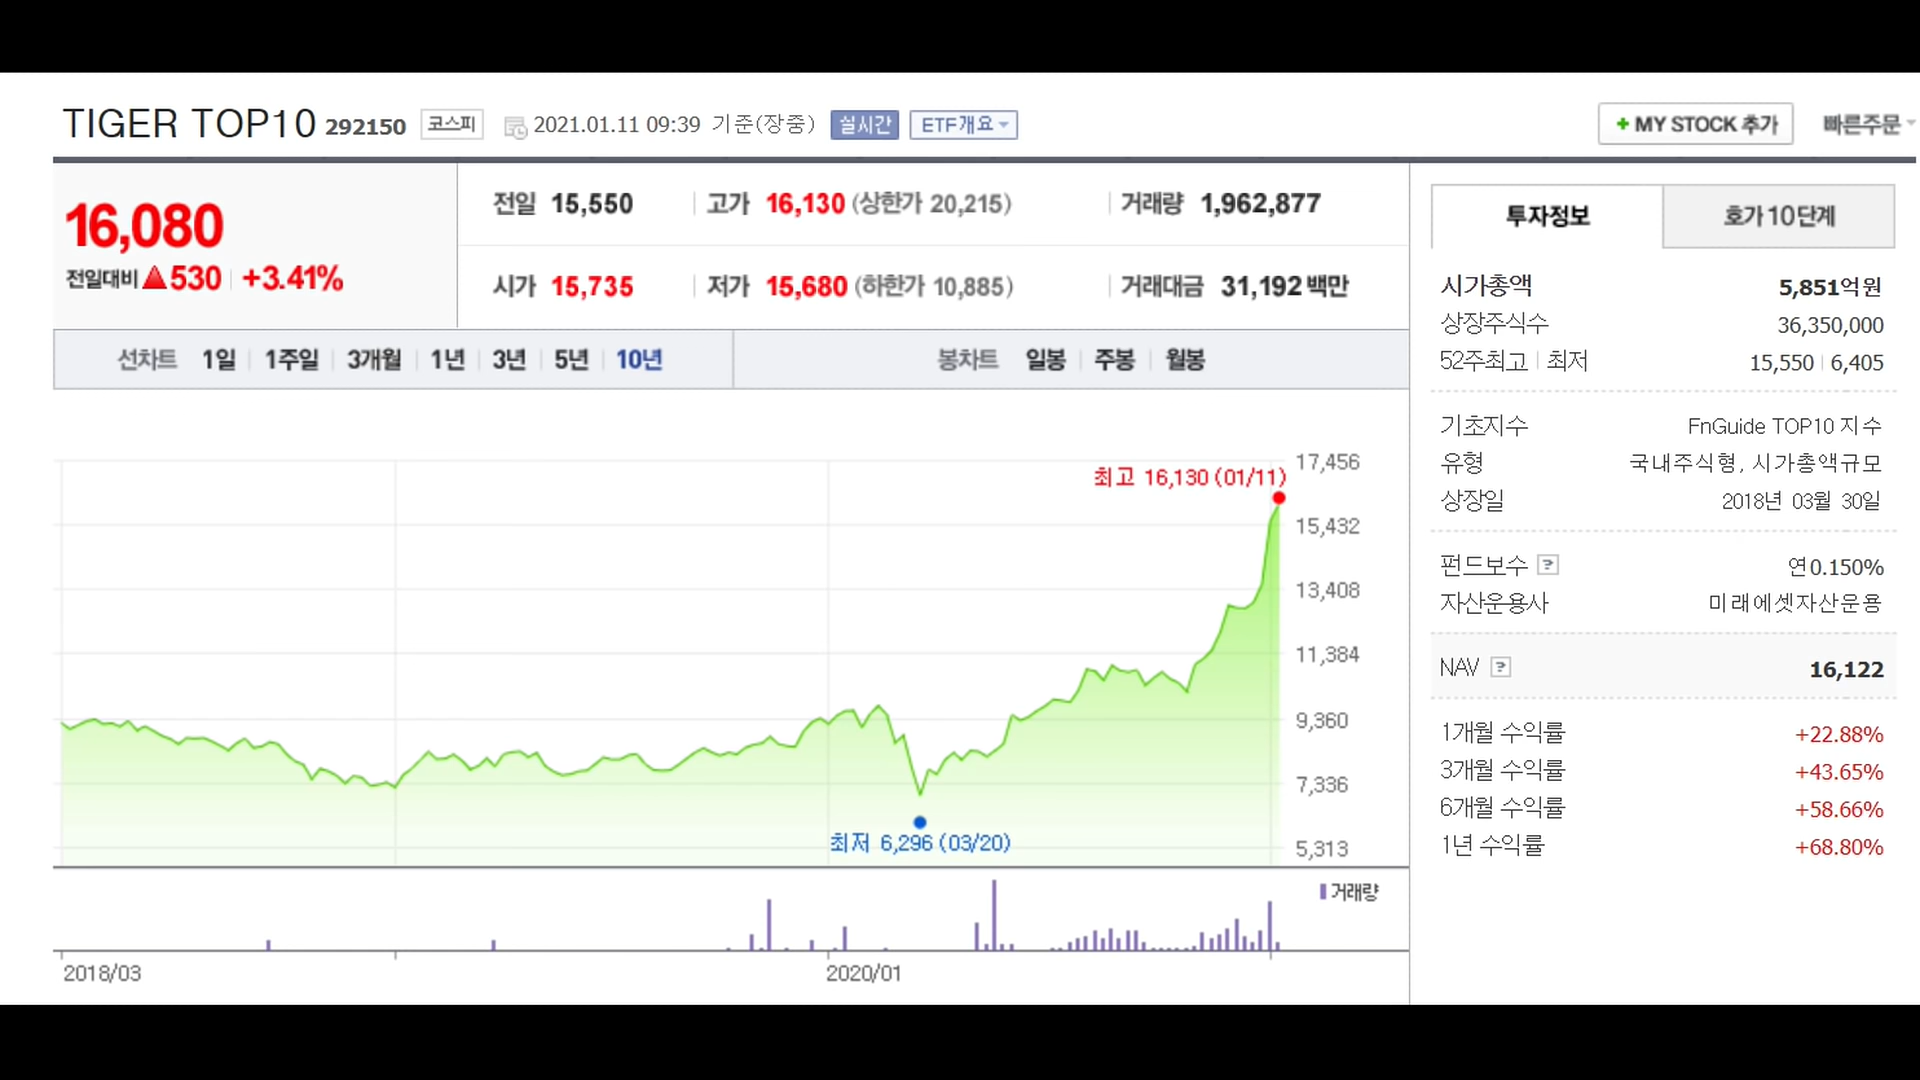 TIGER TOP10 292150 코스피 2021.01.11 09:39 기준(장중) 실시간 ETF개요
+ MY STOCK 추가 빠른주문
16,080
전일대비 ▲530 +3.41%
전일 15,550 고가 16,130 (상한가 20,215) 거래량 1,962,877
시가 15,735 저가 15,680 (하한가 10,885) 거래대금 31,192 백만
선차트 1일 1주일 3개월 1년 3년 5년 10년 봉차트 일봉 주봉 월봉
최고 16,130 (01/11)
17,456
15,432
13,408
11,384
9,360
7,336
5,313
최저 6,296 (03/20)
거래량
2018/03 2020/01
투자정보 호가10단계
시가총액 5,851억원
상장주식수 36,350,000
52주최고 최저 15,550 6,405
기초지수 FnGuide TOP10 지수
유형 국내주식형, 시가총액규모
상장일 2018년 03월 30일
펀드보수 ? 연0.150%
자산운용사 미래에셋자산운용
NAV ? 16,122
1개월 수익률 +22.88%
3개월 수익률 +43.65%
6개월 수익률 +58.66%
1년 수익률 +68.80%